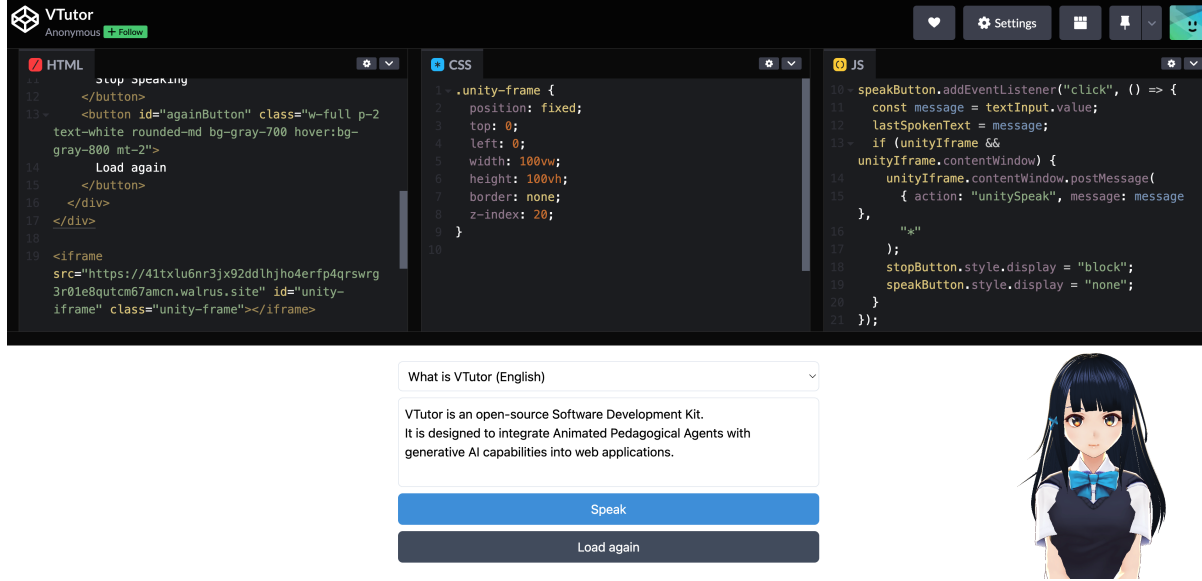 VTutor
Anonymous + Follow
Settings
HTML
11 Stop Speaking
12 </button>
13 <button id="againButton" class="w-full p-2
text-white rounded-md bg-gray-700 hover:bg-
gray-800 mt-2">
14 Load again
15 </button>
16 </div>
17 </div>
18
19 <iframe
src="https://41txlu6nr3jx92ddlhjho4erfp4qrswrg
3r01e8qutcm67amcn.walrus.site" id="unity-
iframe" class="unity-frame"></iframe>
CSS
1 .unity-frame {
2 position: fixed;
3 top: 0;
4 left: 0;
5 width: 100vw;
6 height: 100vh;
7 border: none;
8 z-index: 20;
9 }
10
JS
10 speakButton.addEventListener("click", () => {
11 const message = textInput.value;
12 lastSpokenText = message;
13 if (unityIframe &&
unityIframe.contentWindow) {
14 unityIframe.contentWindow.postMessage(
15 { action: "unitySpeak", message: message
},
16 "*"
17 );
18 stopButton.style.display = "block";
19 speakButton.style.display = "none";
20 }
21 });
What is VTutor (English)
VTutor is an open-source Software Development Kit.
It is designed to integrate Animated Pedagogical Agents with
generative AI capabilities into web applications.
Speak
Load again